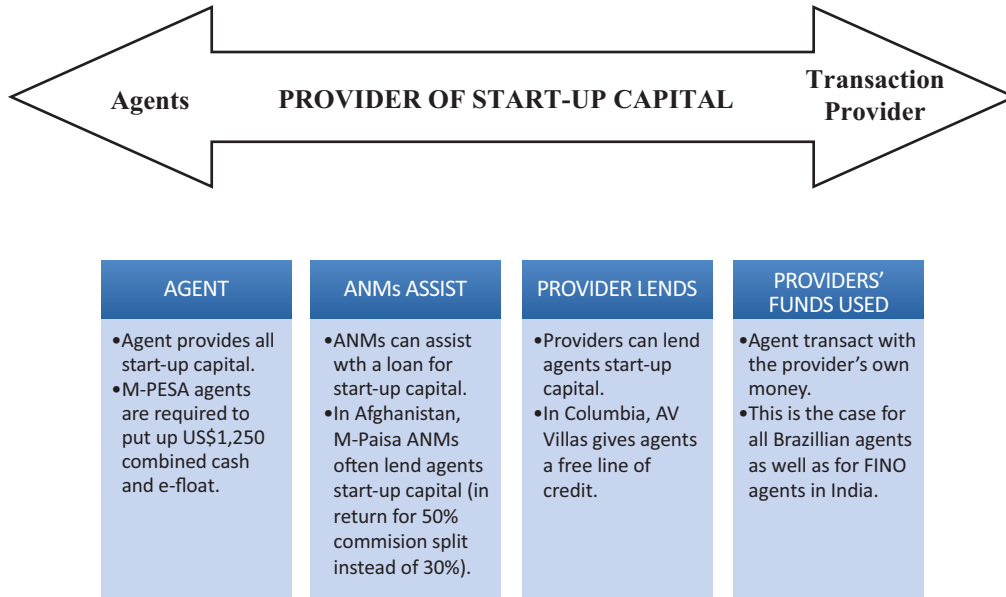 Agents
PROVIDER OF START-UP CAPITAL
Transaction
Provider
AGENT
•Agent provides all
start-up capital.
•M-PESA agents
are required to
put up US$1,250
combined cash
and e-float.
ANMs ASSIST
•ANMs can assist
wth a loan for
start-up capital.
•In Afghanistan,
M-Paisa ANMs
often lend agents
start-up capital (in
return for 50%
commision split
instead of 30%).
PROVIDER LENDS
•Providers can lend
agents start-up
capital.
•In Columbia, AV
Villas gives agents
a free line of
credit.
PROVIDERS'
FUNDS USED
•Agent transact with
the provider's own
money.
•This is the case for
all Brazillian agents
as well as for FINO
agents in India.